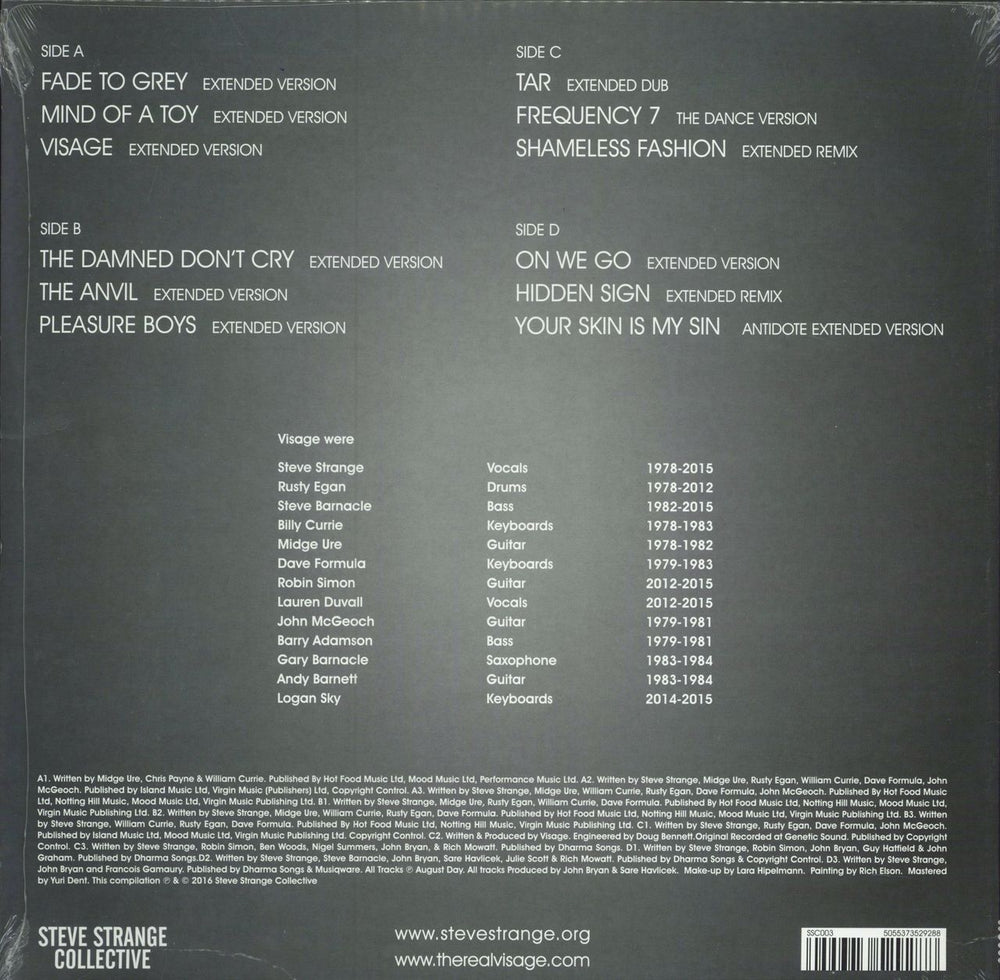 SIDE A
FADE TO GREY EXTENDED VERSION
MIND OF A TOY EXTENDED VERSION
VISAGE EXTENDED VERSION
SIDE B
THE DAMNED DON'T CRY EXTENDED VERSION
THE ANVIL EXTENDED VERSION
PLEASURE BOYS EXTENDED VERSION
SIDE C
TAR EXTENDED DUB
FREQUENCY 7 THE DANCE VERSION
SHAMELESS FASHION EXTENDED REMIX
SIDE D
ON WE GO EXTENDED VERSION
HIDDEN SIGN EXTENDED REMIX
YOUR SKIN IS MY SIN ANTIDOTE EXTENDED VERSION
Visage were
Steve Strange Vocals 1978-2015
Rusty Egan Drums 1978-2012
Steve Barnacle Bass 1982-2015
Billy Currie Keyboards 1978-1983
Midge Ure Guitar 1978-1982
Dave Formula Keyboards 1979-1983
Robin Simon Guitar 2012-2015
Lauren Duvall Vocals 2012-2015
John McGeoch Guitar 1979-1981
Barry Adamson Bass 1979-1981
Gary Barnacle Saxophone 1983-1984
Andy Barnett Guitar 1983-1984
Logan Sky Keyboards 2014-2015
A1. Written by Midge Ure, Chris Payne & William Currie. Published By Hot Food Music Ltd, Mood Music Ltd, Performance Music Ltd. A2. Written by Steve Strange, Midge Ure, Rusty Egan, William Currie, Dave Formula, John
McGeoch. Published by Island Music Ltd, Virgin Music (Publishers) Ltd, Copyright Control. A3. Written by Steve Strange, Midge Ure, William Currie, Rusty Egan, Dave Formula, John McGeoch. Published By Hot Food Music
Ltd, Notting Hill Music, Mood Music Ltd, Virgin Music Publishing Ltd. B1. Written by Steve Strange, Midge Ure, Rusty Egan, William Currie, Dave Formula. Published By Hot Food Music Ltd, Notting Hill Music, Mood Music Ltd,
Virgin Music Publishing Ltd. B2. Written by Steve Strange, Midge Ure, William Currie, Rusty Egan, Dave Formula. Published By Hot Food Music Ltd, Notting Hill Music, Mood Music Ltd, Virgin Music Publishing Ltd. B3. Written
by Steve Strange, William Currie, Rusty Egan, Dave Formula. Published By Hot Food Music Ltd, Notting Hill Music, Virgin Music Publishing Ltd. C1. Written by Steve Strange, Rusty Egan, Dave Formula, John McGeoch.
Published by Island Music Ltd, Mood Music Ltd, Virgin Music Publishing Ltd. Copyright Control. C2. Written & Produced by Visage. Engineered by Doug Bennett.Original Recorded at Genetic Sound. Published by Copyright
Control. C3. Written by Steve Strange, Robin Simon, Ben Woods, Nigel Summers, John Bryan, & Rich Mowatt. Published by Dharma Songs. D1. Written by Steve Strange, Robin Simon, John Bryan, Guy Hatfield & John
Graham. Published by Dharma Songs.D2. Written by Steve Strange, Steve Barnacle, John Bryan, Sare Havlicek, Julie Scott & Rich Mowatt. Published by Dharma Songs & Copyright Control. D3. Written by Steve Strange,
John Bryan and Francois Gamaury. Published by Dharma Songs & Musiqware. All Tracks ℗ August Day. All tracks Produced by John Bryan & Sare Havlicek. Make-up by Lara Hipelmann. Painting by Rich Elson. Mastered
by Yuri Dent. This compilation ℗ & © 2016 Steve Strange Collective
STEVE STRANGE
COLLECTIVE
www.stevestrange.org
www.therealvisage.com
SSC003 5055373529288